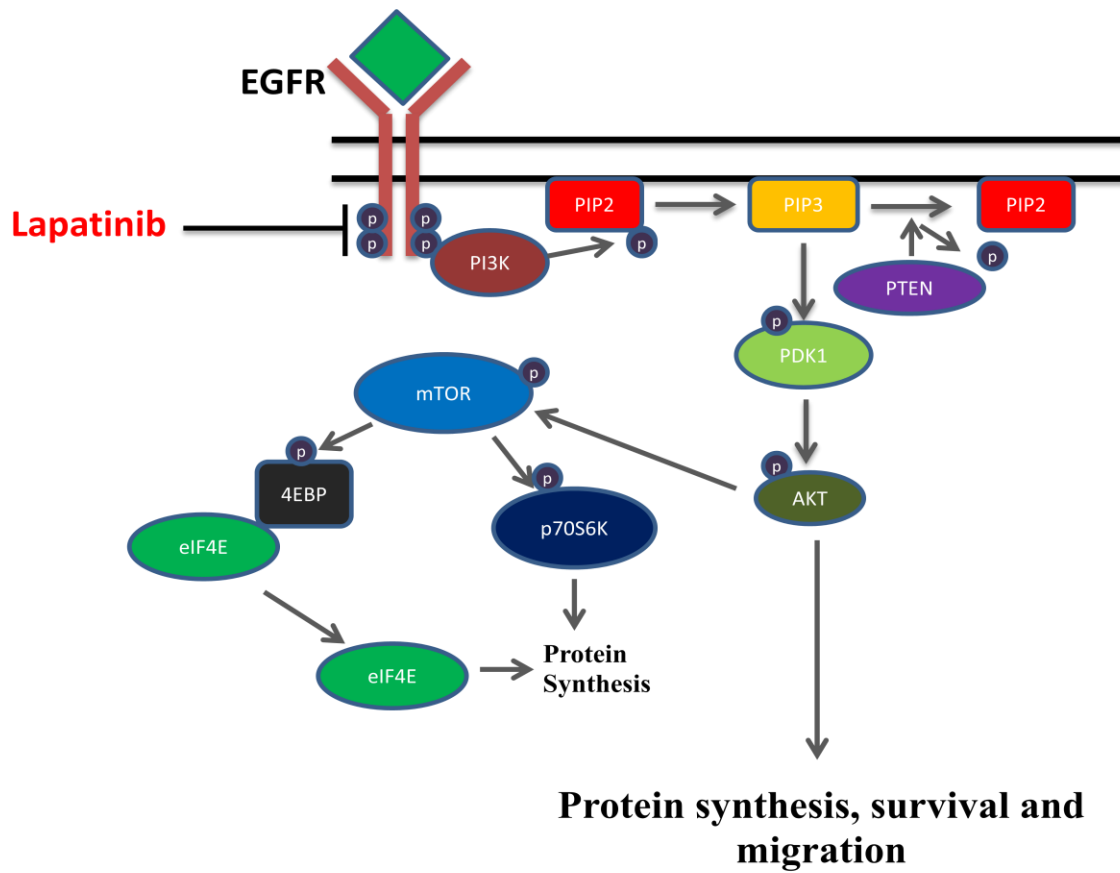 EGFR
Lapatinib
p
p
p
p
PI3K
PIP2
p
PIP3
PIP2
p
PTEN
p
PDK1
mTOR
p
p
4EBP
eIF4E
p
p70S6K
p
AKT
eIF4E
Protein
Synthesis
Protein synthesis, survival and
migration